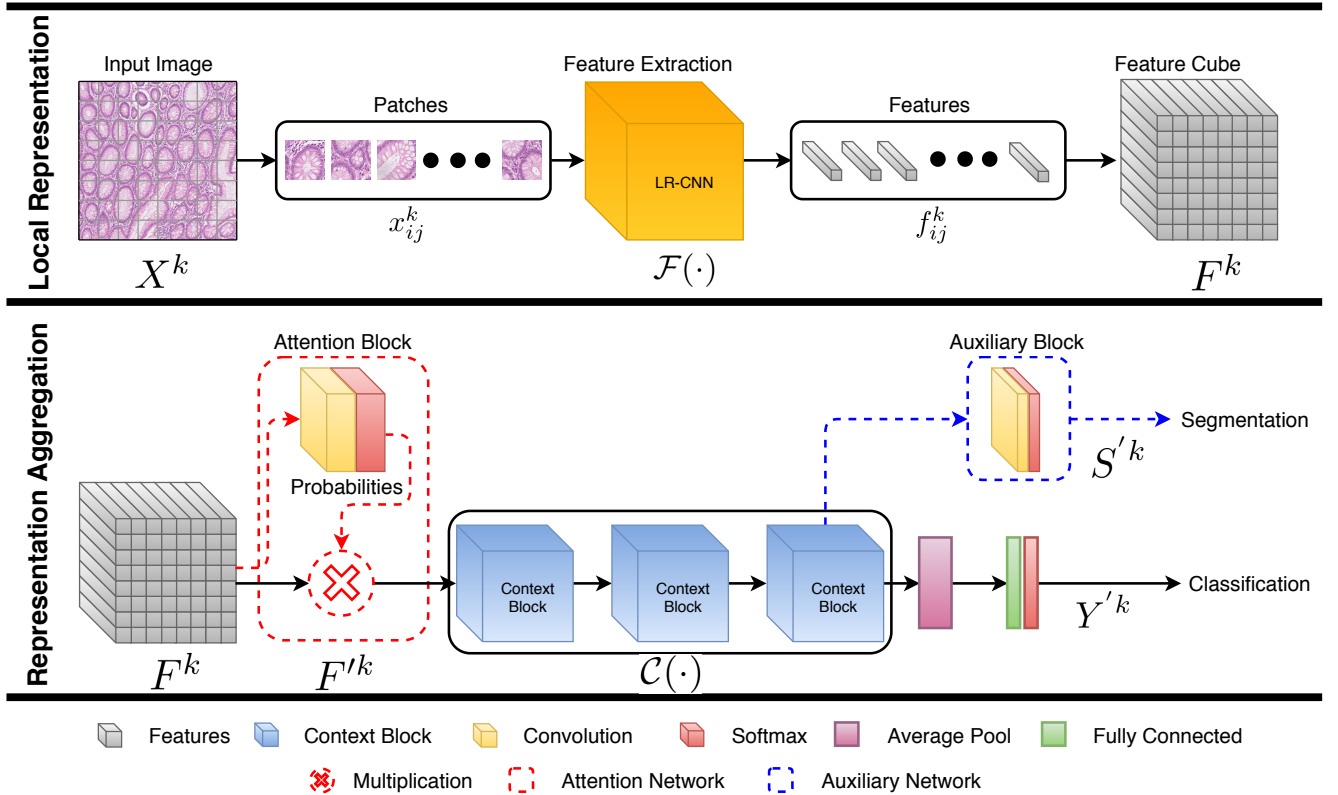 Local Representation
Input Image
Patches
Feature Extraction
Features
Feature Cube
LR-CNN
x_{ij}^k
f_{ij}^k
X^k
\mathcal{F}(\cdot)
F^k
Representation Aggregation
Attention Block
Auxiliary Block
Segmentation
S'^k
Probabilities
Context
Block
Context
Block
Context
Block
Classification
Y'^k
F^k
F'^k
\mathcal{C}(\cdot)
Features
Context Block
Convolution
Softmax
Average Pool
Fully Connected
Multiplication
Attention Network
Auxiliary Network